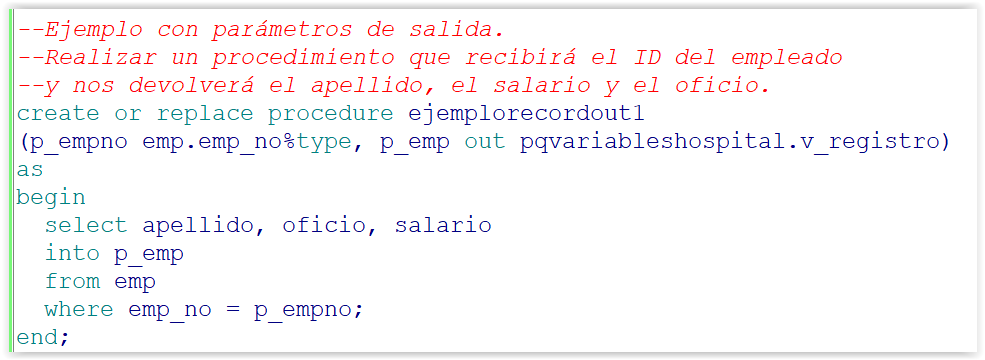 --Ejemplo con parámetros de salida.
--Realizar un procedimiento que recibirá el ID del empleado
--y nos devolverá el apellido, el salario y el oficio.
create or replace procedure ejemplorecordout1
(p_empno emp.emp_no%type, p_emp out pqvariableshospital.v_registro)
as
begin
  select apellido, oficio, salario
  into p_emp
  from emp
  where emp_no = p_empno;
end;